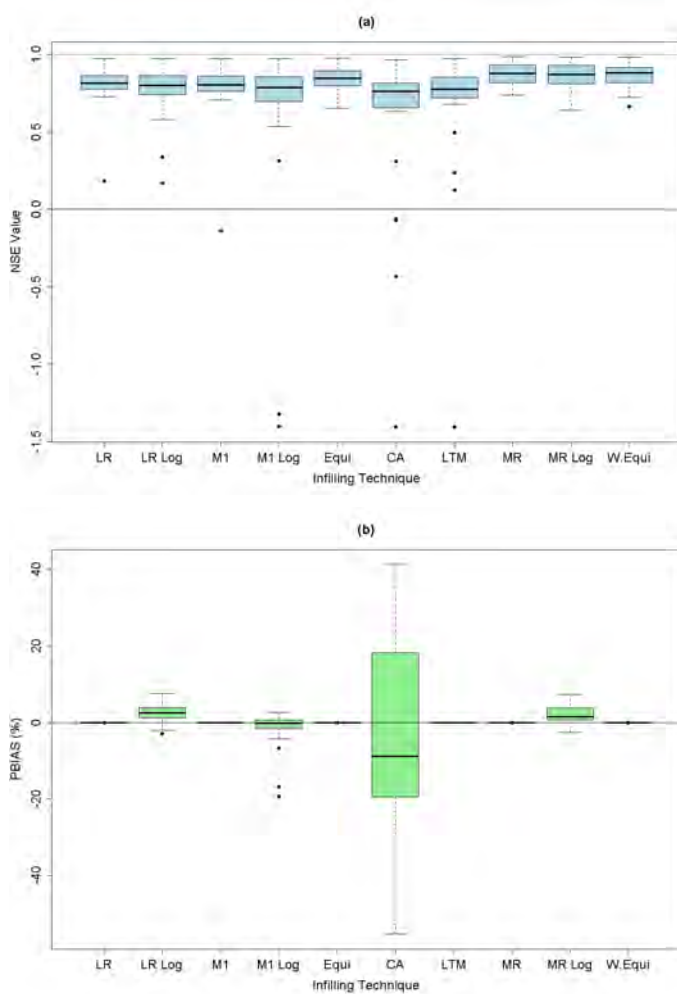 (a)
1.0
0.5
0.0
-0.5
-1.0
-1.5
NSE Value
LR LR Log M1 M1 Log Equi CA LTM MR MR Log W.Equi
Infilling Technique
(b)
40
20
0
-20
-40
PBIAS (%)
LR LR Log M1 M1 Log Equi CA LTM MR MR Log W.Equi
Infilling Technique